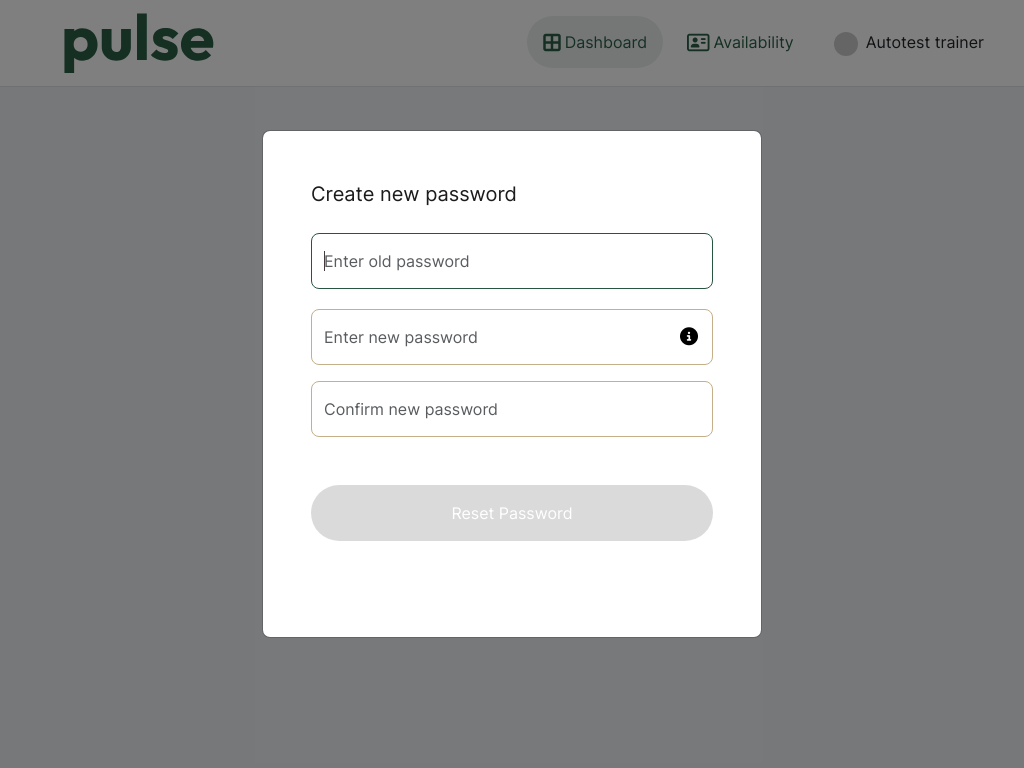 pulse
Dashboard
Availability
Autotest trainer
Create new password
Enter old password
Enter new password
Confirm new password
Reset Password